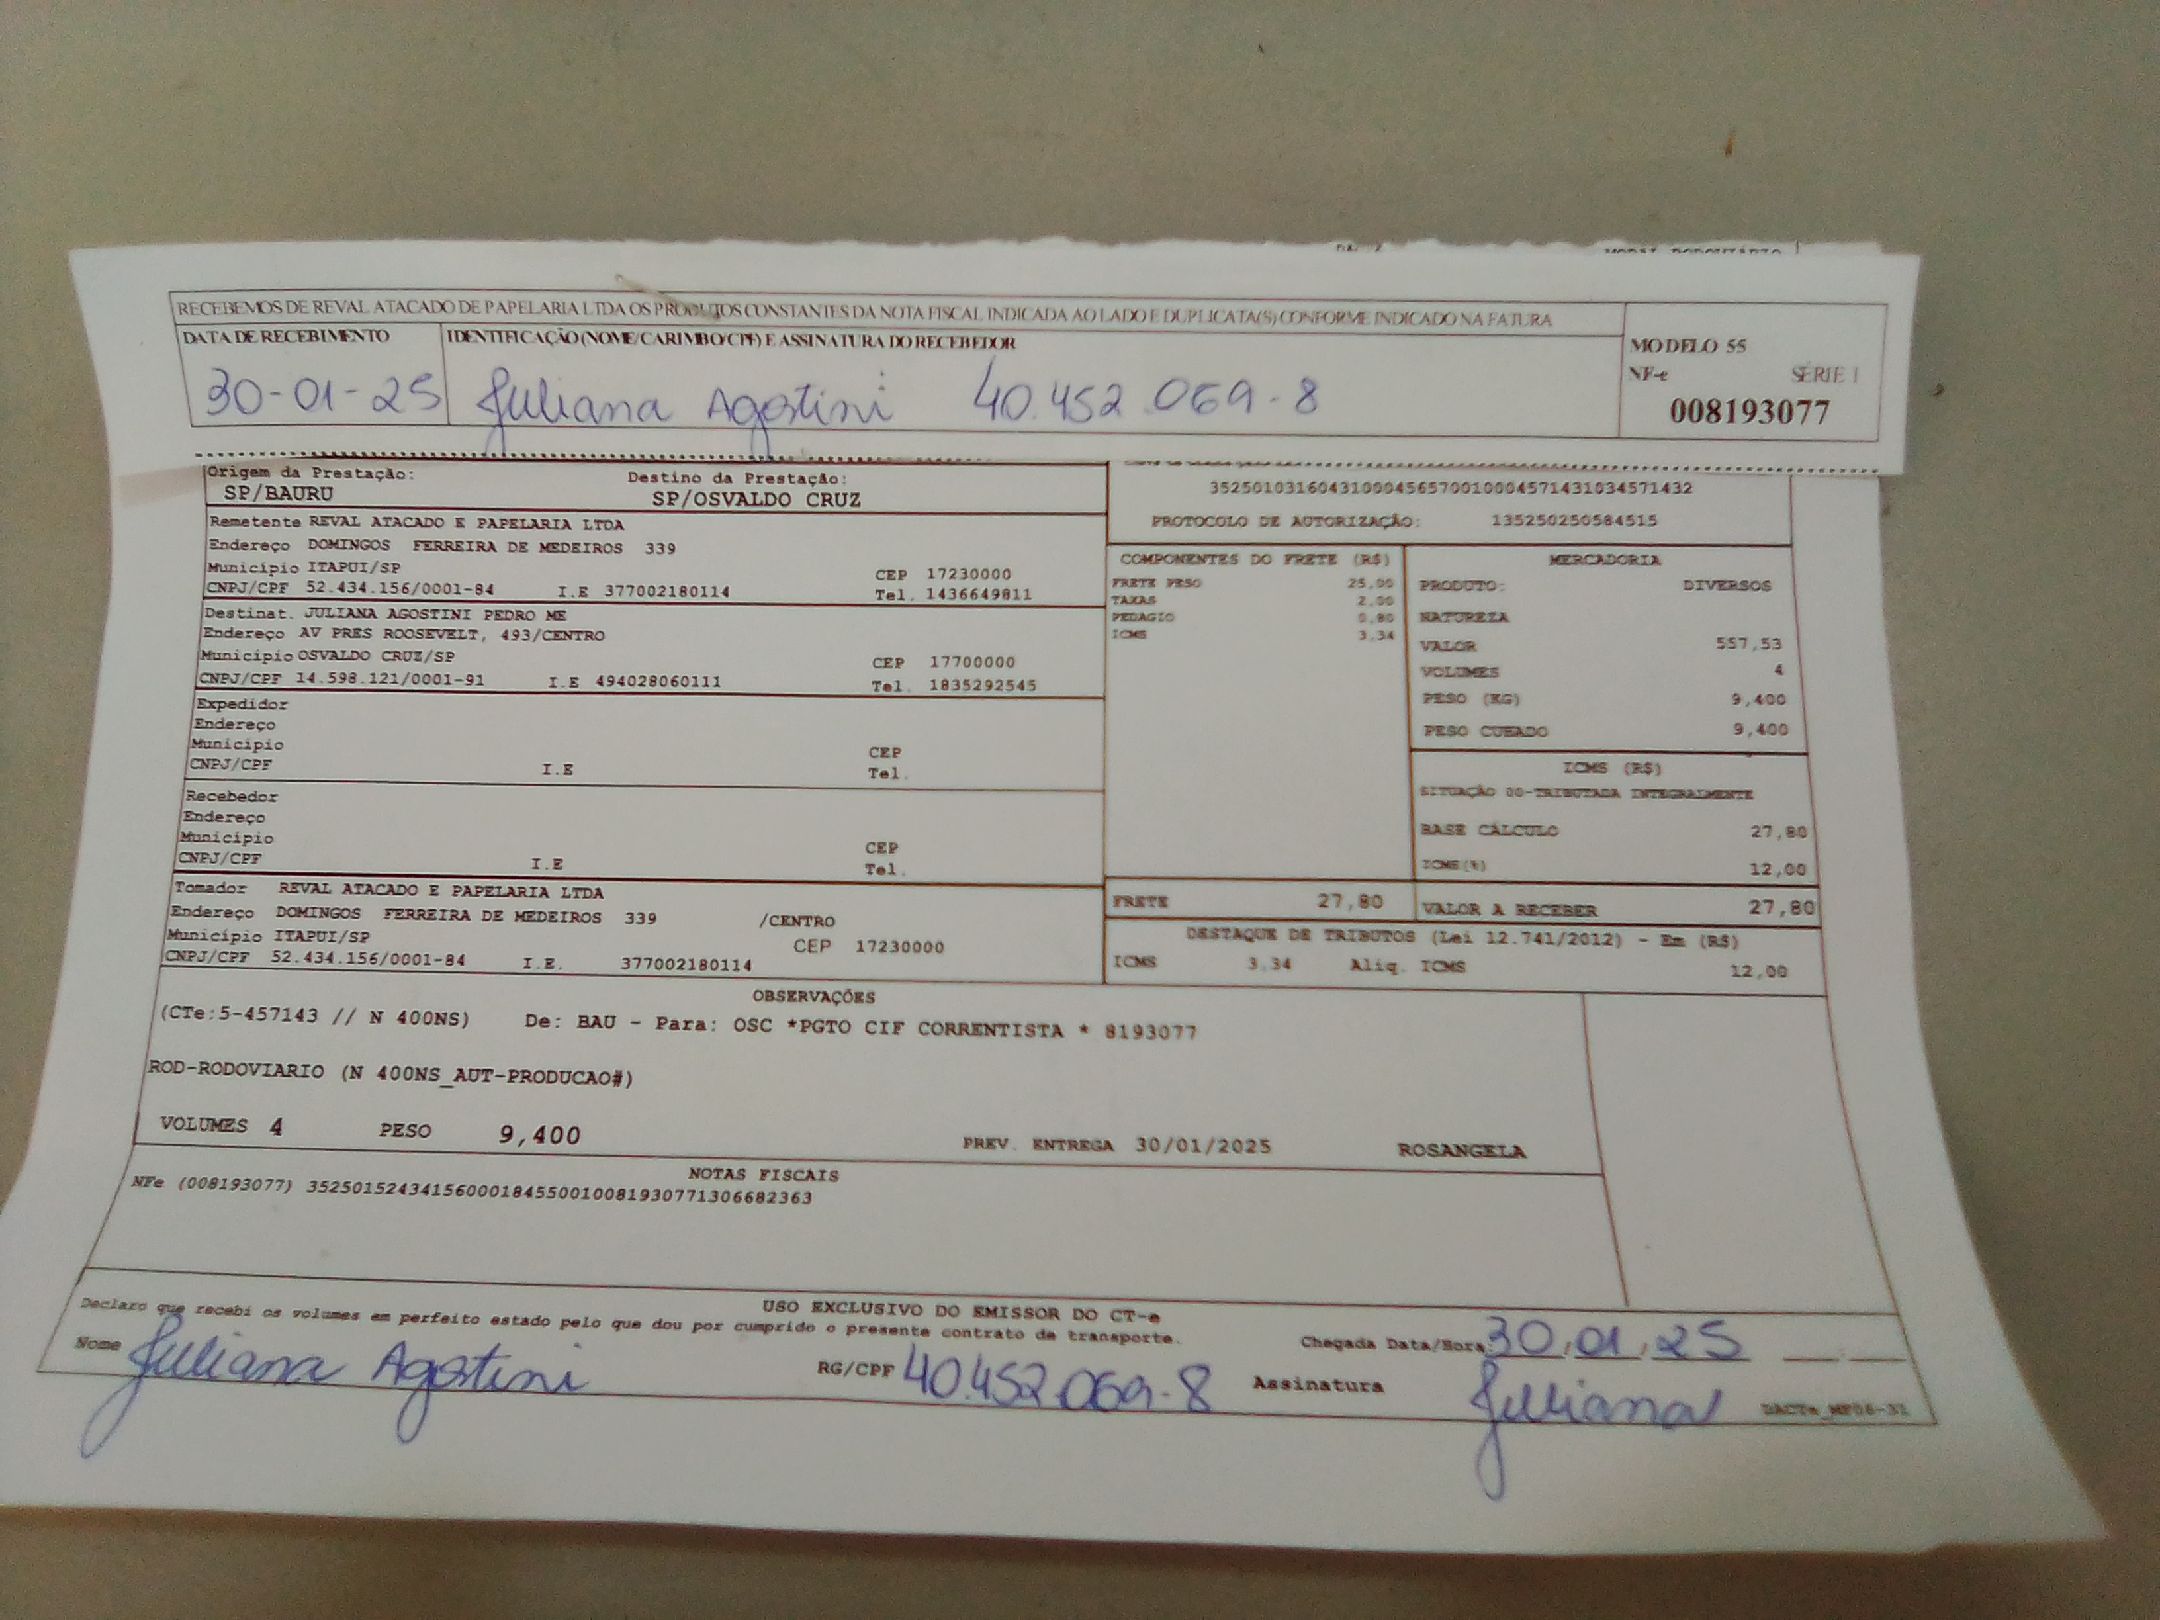 RECEBEMOS DE REVAL ATACADO DE PAPELARIA LTDA OS PRODUTOS CONSTANTES DA NOTA FISCAL INDICADA AO LADO E DUPLICATA(S) CONFORME INDICADO NA FATURA
DATA DE RECEBIMENTO
IDENTIFICAÇÃO (NOME/CARIMBO/CPF) E ASSINATURA DO RECEBEDOR
30-01-25 Juliana Agostini 40.452.069-8
MODELO 55
NF-e SÉRIE 1
008193077
Origem da Prestação: Destino da Prestação:
SP/BAURU SP/OSVALDO CRUZ
35250103160431000456570010004571431034571432
PROTOCOLO DE AUTORIZAÇÃO: 135250250584515
Remetente REVAL ATACADO E PAPELARIA LTDA
Endereço DOMINGOS FERREIRA DE MEDEIROS 339
Município ITAPUI/SP CEP 17230000
CNPJ/CPF 52.434.156/0001-84 I.E 377002180114 Tel. 1436649811
Destinat. JULIANA AGOSTINI PEDRO ME
Endereço AV PRES ROOSEVELT, 493/CENTRO
Município OSVALDO CRUZ/SP CEP 17700000
CNPJ/CPF 14.598.121/0001-91 I.E 494028060111 Tel. 1835292545
Expedidor
Endereço
Município CEP
CNPJ/CPF I.E Tel.
Recebedor
Endereço
Município CEP
CNPJ/CPF I.E Tel.
Tomador REVAL ATACADO E PAPELARIA LTDA
Endereço DOMINGOS FERREIRA DE MEDEIROS 339 /CENTRO
Município ITAPUI/SP CEP 17230000
CNPJ/CPF 52.434.156/0001-84 I.E. 377002180114
COMPONENTES DO FRETE (R$)
FRETE PESO 25,00
TAXAS 2,00
PEDAGIO 0,80
ICMS 3,34
MERCADORIA
PRODUTO: DIVERSOS
NATUREZA
VALOR 557,53
VOLUMES 4
PESO (KG) 9,400
PESO CUBADO 9,400
ICMS (R$)
SITUAÇÃO 00-TRIBUTADA INTEGRALMENTE
BASE CÁLCULO 27,80
ICMS(%) 12,00
FRETE 27,80 VALOR A RECEBER 27,80
DESTAQUE DE TRIBUTOS (Lei 12.741/2012) - Em (R$)
ICMS 3,34 Aliq. ICMS 12,00
OBSERVAÇÕES
(CTe:5-457143 // N 400NS) De: BAU - Para: OSC *PGTO CIF CORRENTISTA * 8193077
ROD-RODOVIARIO (N 400NS_AUT-PRODUCAO#)
VOLUMES 4 PESO 9,400 PREV. ENTREGA 30/01/2025 ROSANGELA
NOTAS FISCAIS
NFe (008193077) 35250152434156000184550010081930771306682363
USO EXCLUSIVO DO EMISSOR DO CT-e
Declaro que recebi os volumes em perfeito estado pelo que dou por cumprido o presente contrato de transporte.
Chegada Data/Hora 30/01/25 __:__
Nome Juliana Agostini RG/CPF 40.452.069-8 Assinatura Juliana